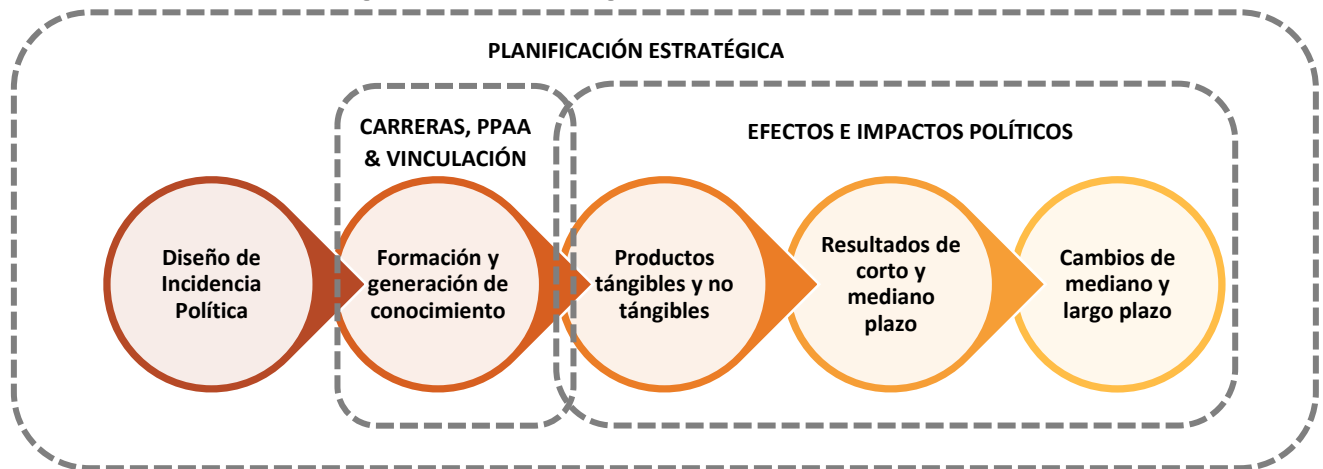 PLANIFICACIÓN ESTRATÉGICA
CARRERAS, PPAA
& VINCULACIÓN
EFECTOS E IMPACTOS POLÍTICOS
Diseño de
Incidencia
Política
Formación y
generación de
conocimiento
Productos
tángibles y no
tángibles
Resultados de
corto y
mediano
plazo
Cambios de
mediano y
largo plazo